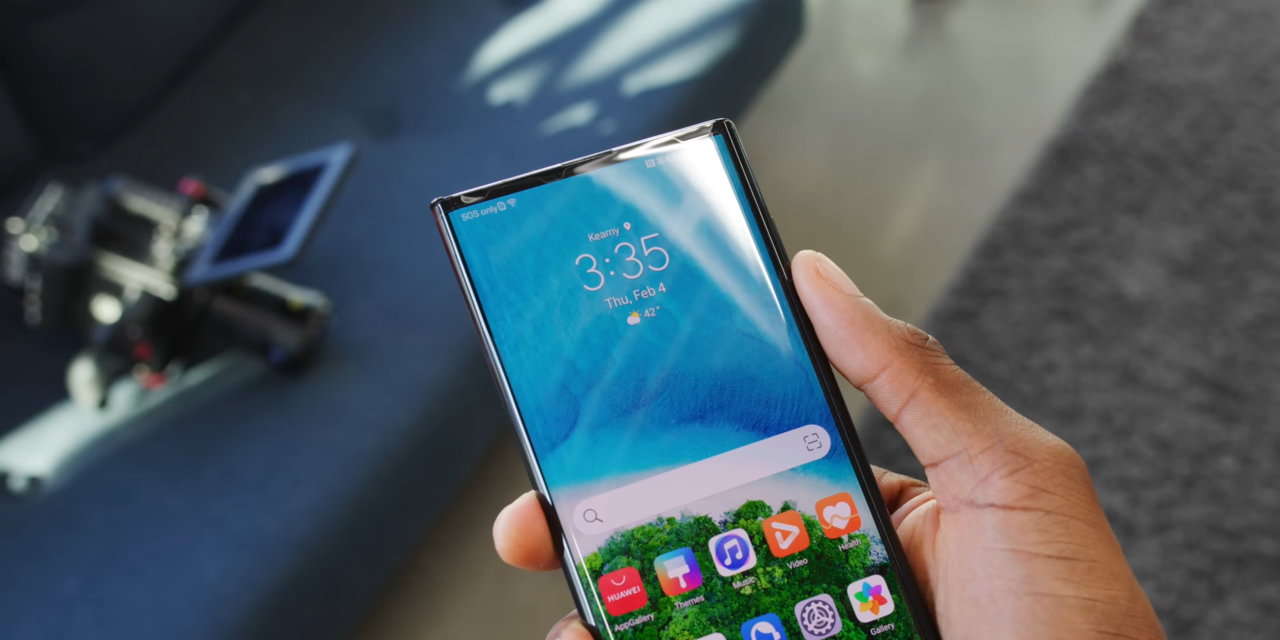 SOS only
Kearny
3:35
Thu, Feb 4
42°
HUAWEI
AppGallery
Themes
Music
Video
Health
Gallery